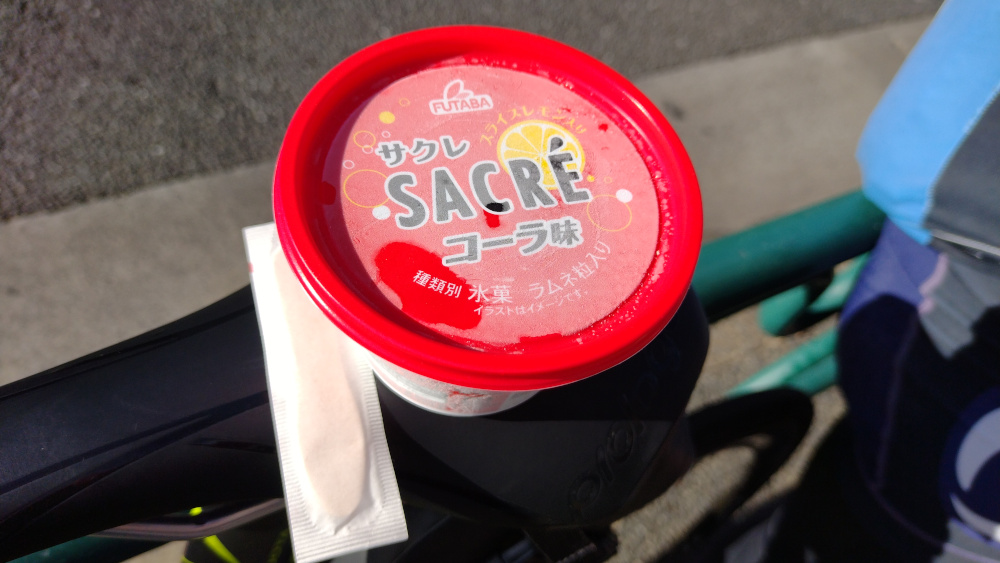 FUTABA
スライスレモン入り
サクレ
SACRÉ
コーラ味
種類別 氷菓 ラムネ粒入り
イラストはイメージです。